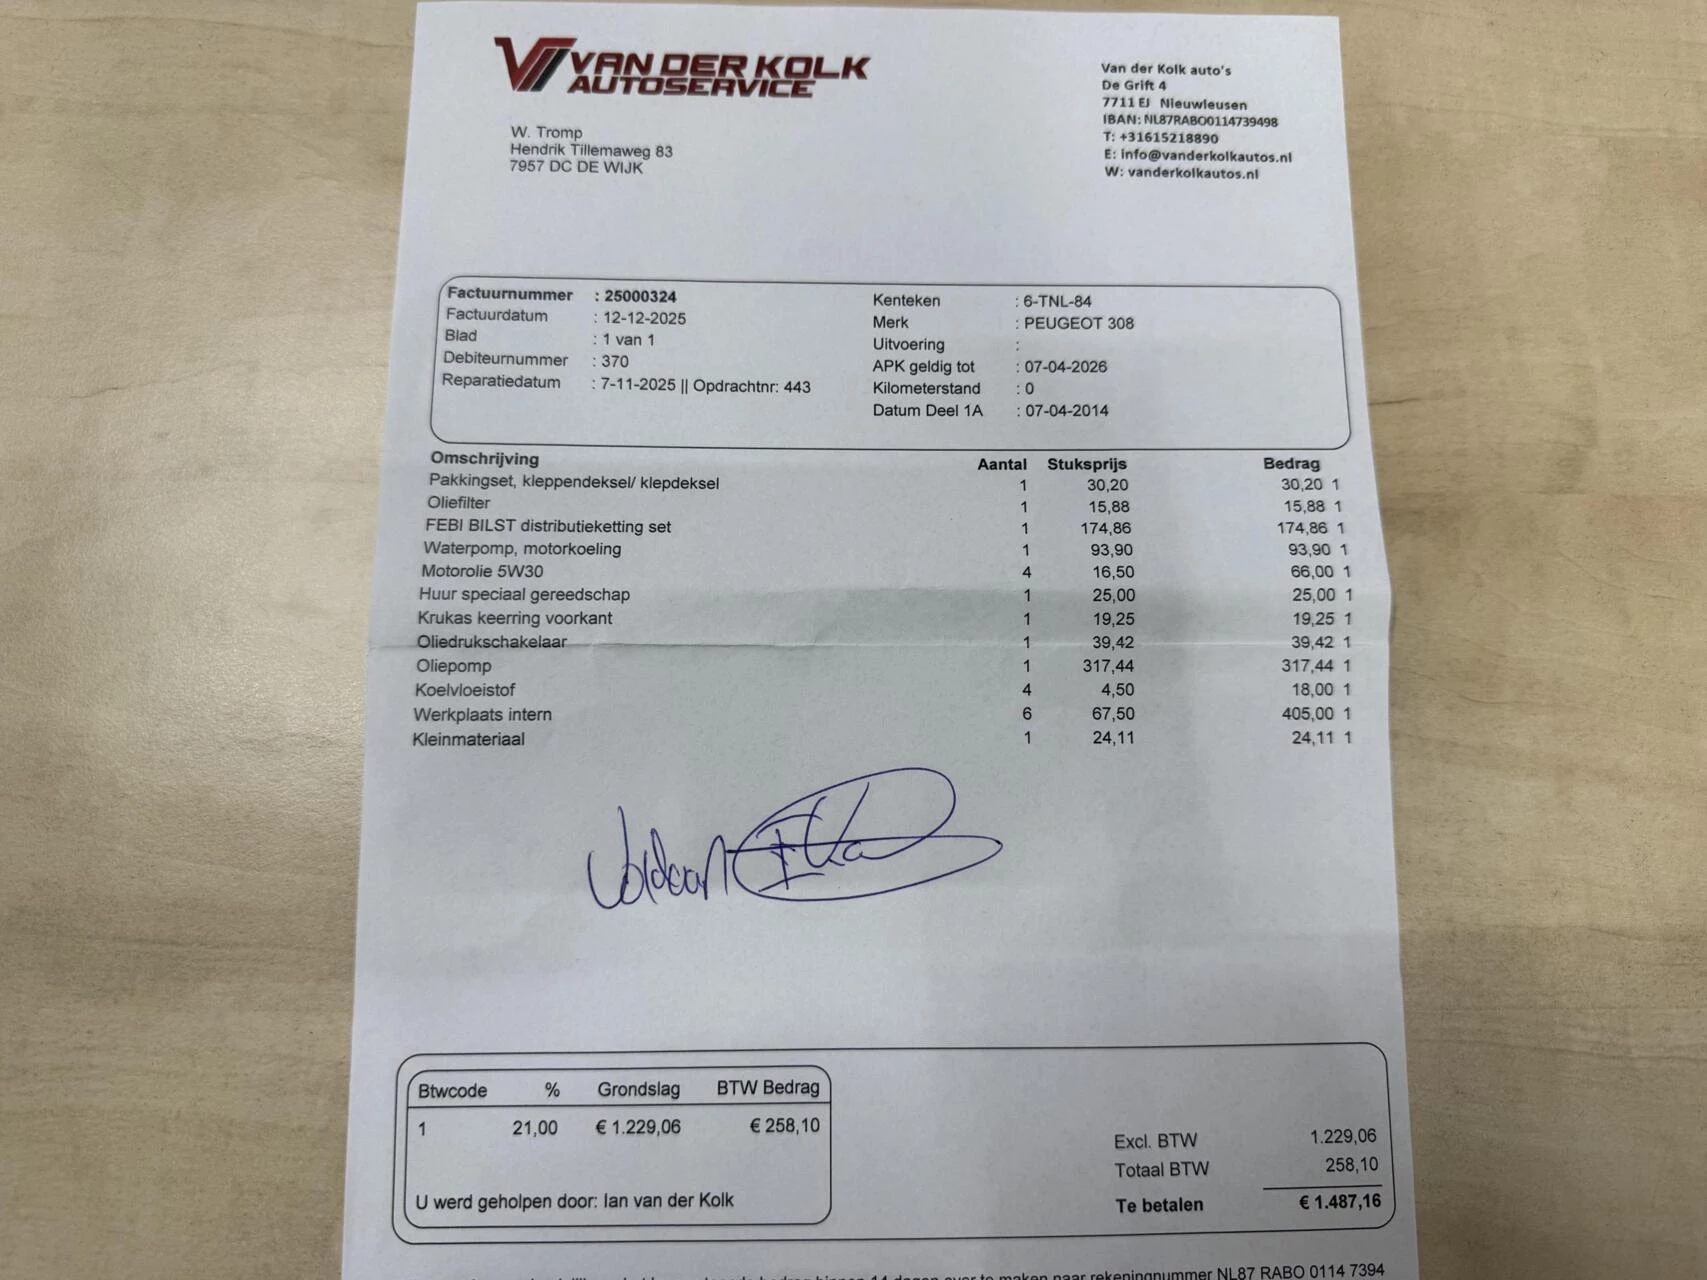 VAN DER KOLK
AUTOSERVICE
Van der Kolk auto's
De Grift 4
7711 EJ Nieuwleusen
IBAN: NL87RABO0114739498
T: +31615218890
E: info@vanderkolkautos.nl
W: vanderkolkautos.nl
W. Tromp
Hendrik Tillemaweg 83
7957 DC DE WIJK
Factuurnummer : 25000324
Factuurdatum : 12-12-2025
Blad : 1 van 1
Debiteurnummer : 370
Reparatiedatum : 7-11-2025 || Opdrachtnr: 443
Kenteken : 6-TNL-84
Merk : PEUGEOT 308
Uitvoering :
APK geldig tot : 07-04-2026
Kilometerstand : 0
Datum Deel 1A : 07-04-2014
Omschrijving Aantal Stuksprijs Bedrag
Pakkingset, kleppendeksel/ klepdeksel 1 30,20 30,20 1
Oliefilter 1 15,88 15,88 1
FEBI BILST distributieketting set 1 174,86 174,86 1
Waterpomp, motorkoeling 1 93,90 93,90 1
Motorolie 5W30 4 16,50 66,00 1
Huur speciaal gereedschap 1 25,00 25,00 1
Krukas keerring voorkant 1 19,25 19,25 1
Oliedrukschakelaar 1 39,42 39,42 1
Oliepomp 1 317,44 317,44 1
Koelvloeistof 4 4,50 18,00 1
Werkplaats intern 6 67,50 405,00 1
Kleinmateriaal 1 24,11 24,11 1
Voldaan
Btwcode % Grondslag BTW Bedrag
1 21,00 € 1.229,06 € 258,10
U werd geholpen door: Ian van der Kolk
Excl. BTW 1.229,06
Totaal BTW 258,10
Te betalen € 1.487,16
binnen 14 dagen over te maken naar rekeningnummer NL87 RABO 0114 7394